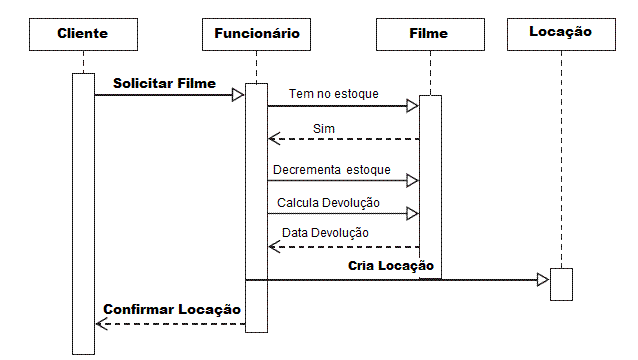 Cliente
Funcionário
Filme
Locação
Solicitar Filme
Tem no estoque
Sim
Decrementa estoque
Calcula Devolução
Data Devolução
Cria Locação
Confirmar Locação